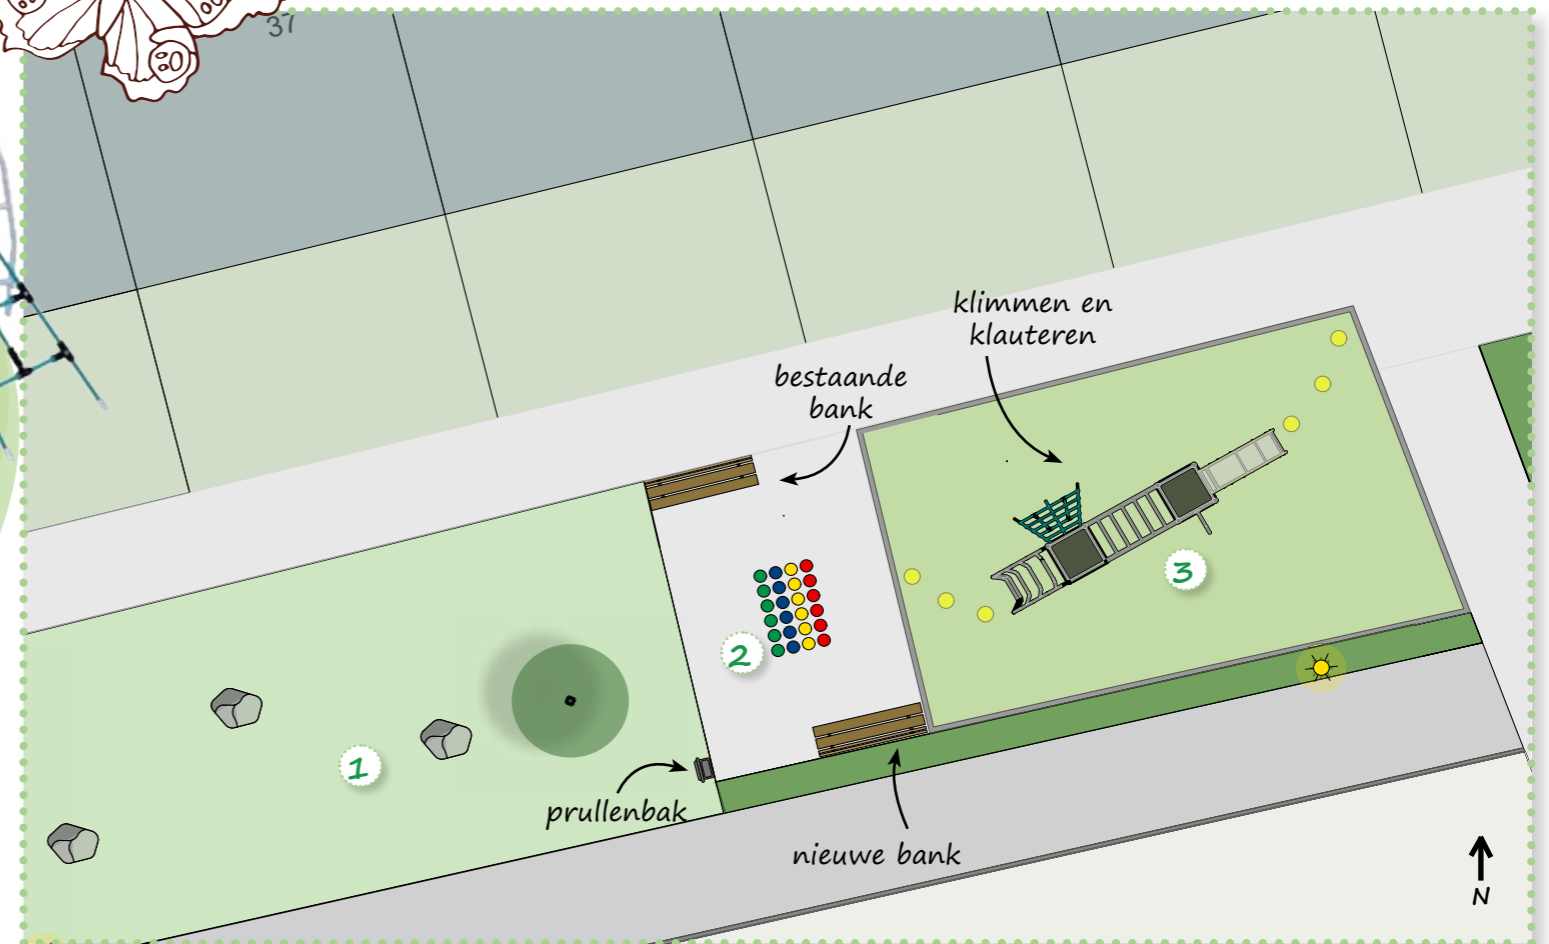 37
klimmen en
klauteren
bestaande
bank
3
2
1
prullenbak
nieuwe bank
N